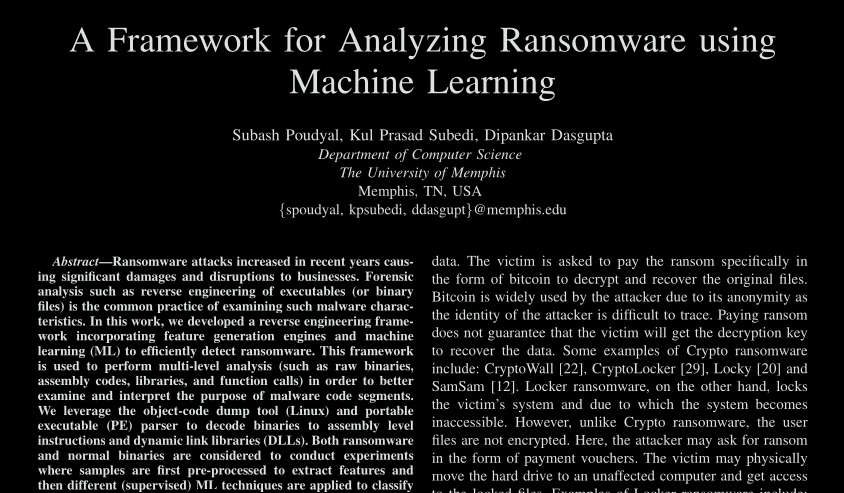 A Framework for Analyzing Ransomware using
Machine Learning
Subash Poudyal, Kul Prasad Subedi, Dipankar Dasgupta
Department of Computer Science
The University of Memphis
Memphis, TN, USA
{spoudyal, kpsubedi, ddasgupt}@memphis.edu
Abstract—Ransomware attacks increased in recent years caus-
ing significant damages and disruptions to businesses. Forensic
analysis such as reverse engineering of executables (or binary
files) is the common practice of examining such malware charac-
teristics. In this work, we developed a reverse engineering frame-
work incorporating feature generation engines and machine
learning (ML) to efficiently detect ransomware. This framework
is used to perform multi-level analysis (such as raw binaries,
assembly codes, libraries, and function calls) in order to better
examine and interpret the purpose of malware code segments.
We leverage the object-code dump tool (Linux) and portable
executable (PE) parser to decode binaries to assembly level
instructions and dynamic link libraries (DLLs). Both ransomware
and normal binaries are considered to conduct experiments
where samples are first pre-processed to extract features and
then different (supervised) ML techniques are applied to classify
data. The victim is asked to pay the ransom specifically in
the form of bitcoin to decrypt and recover the original files.
Bitcoin is widely used by the attacker due to its anonymity as
the identity of the attacker is difficult to trace. Paying ransom
does not guarantee that the victim will get the decryption key
to recover the data. Some examples of Crypto ransomware
include: CryptoWall [22], CryptoLocker [29], Locky [20] and
SamSam [12]. Locker ransomware, on the other hand, locks
the victim's system and due to which the system becomes
inaccessible. However, unlike Crypto ransomware, the user
files are not encrypted. Here, the attacker may ask for ransom
in the form of payment vouchers. The victim may physically
move the hard drive to an unaffected computer and get access
to the locked files. Examples of Locker ransomware include: